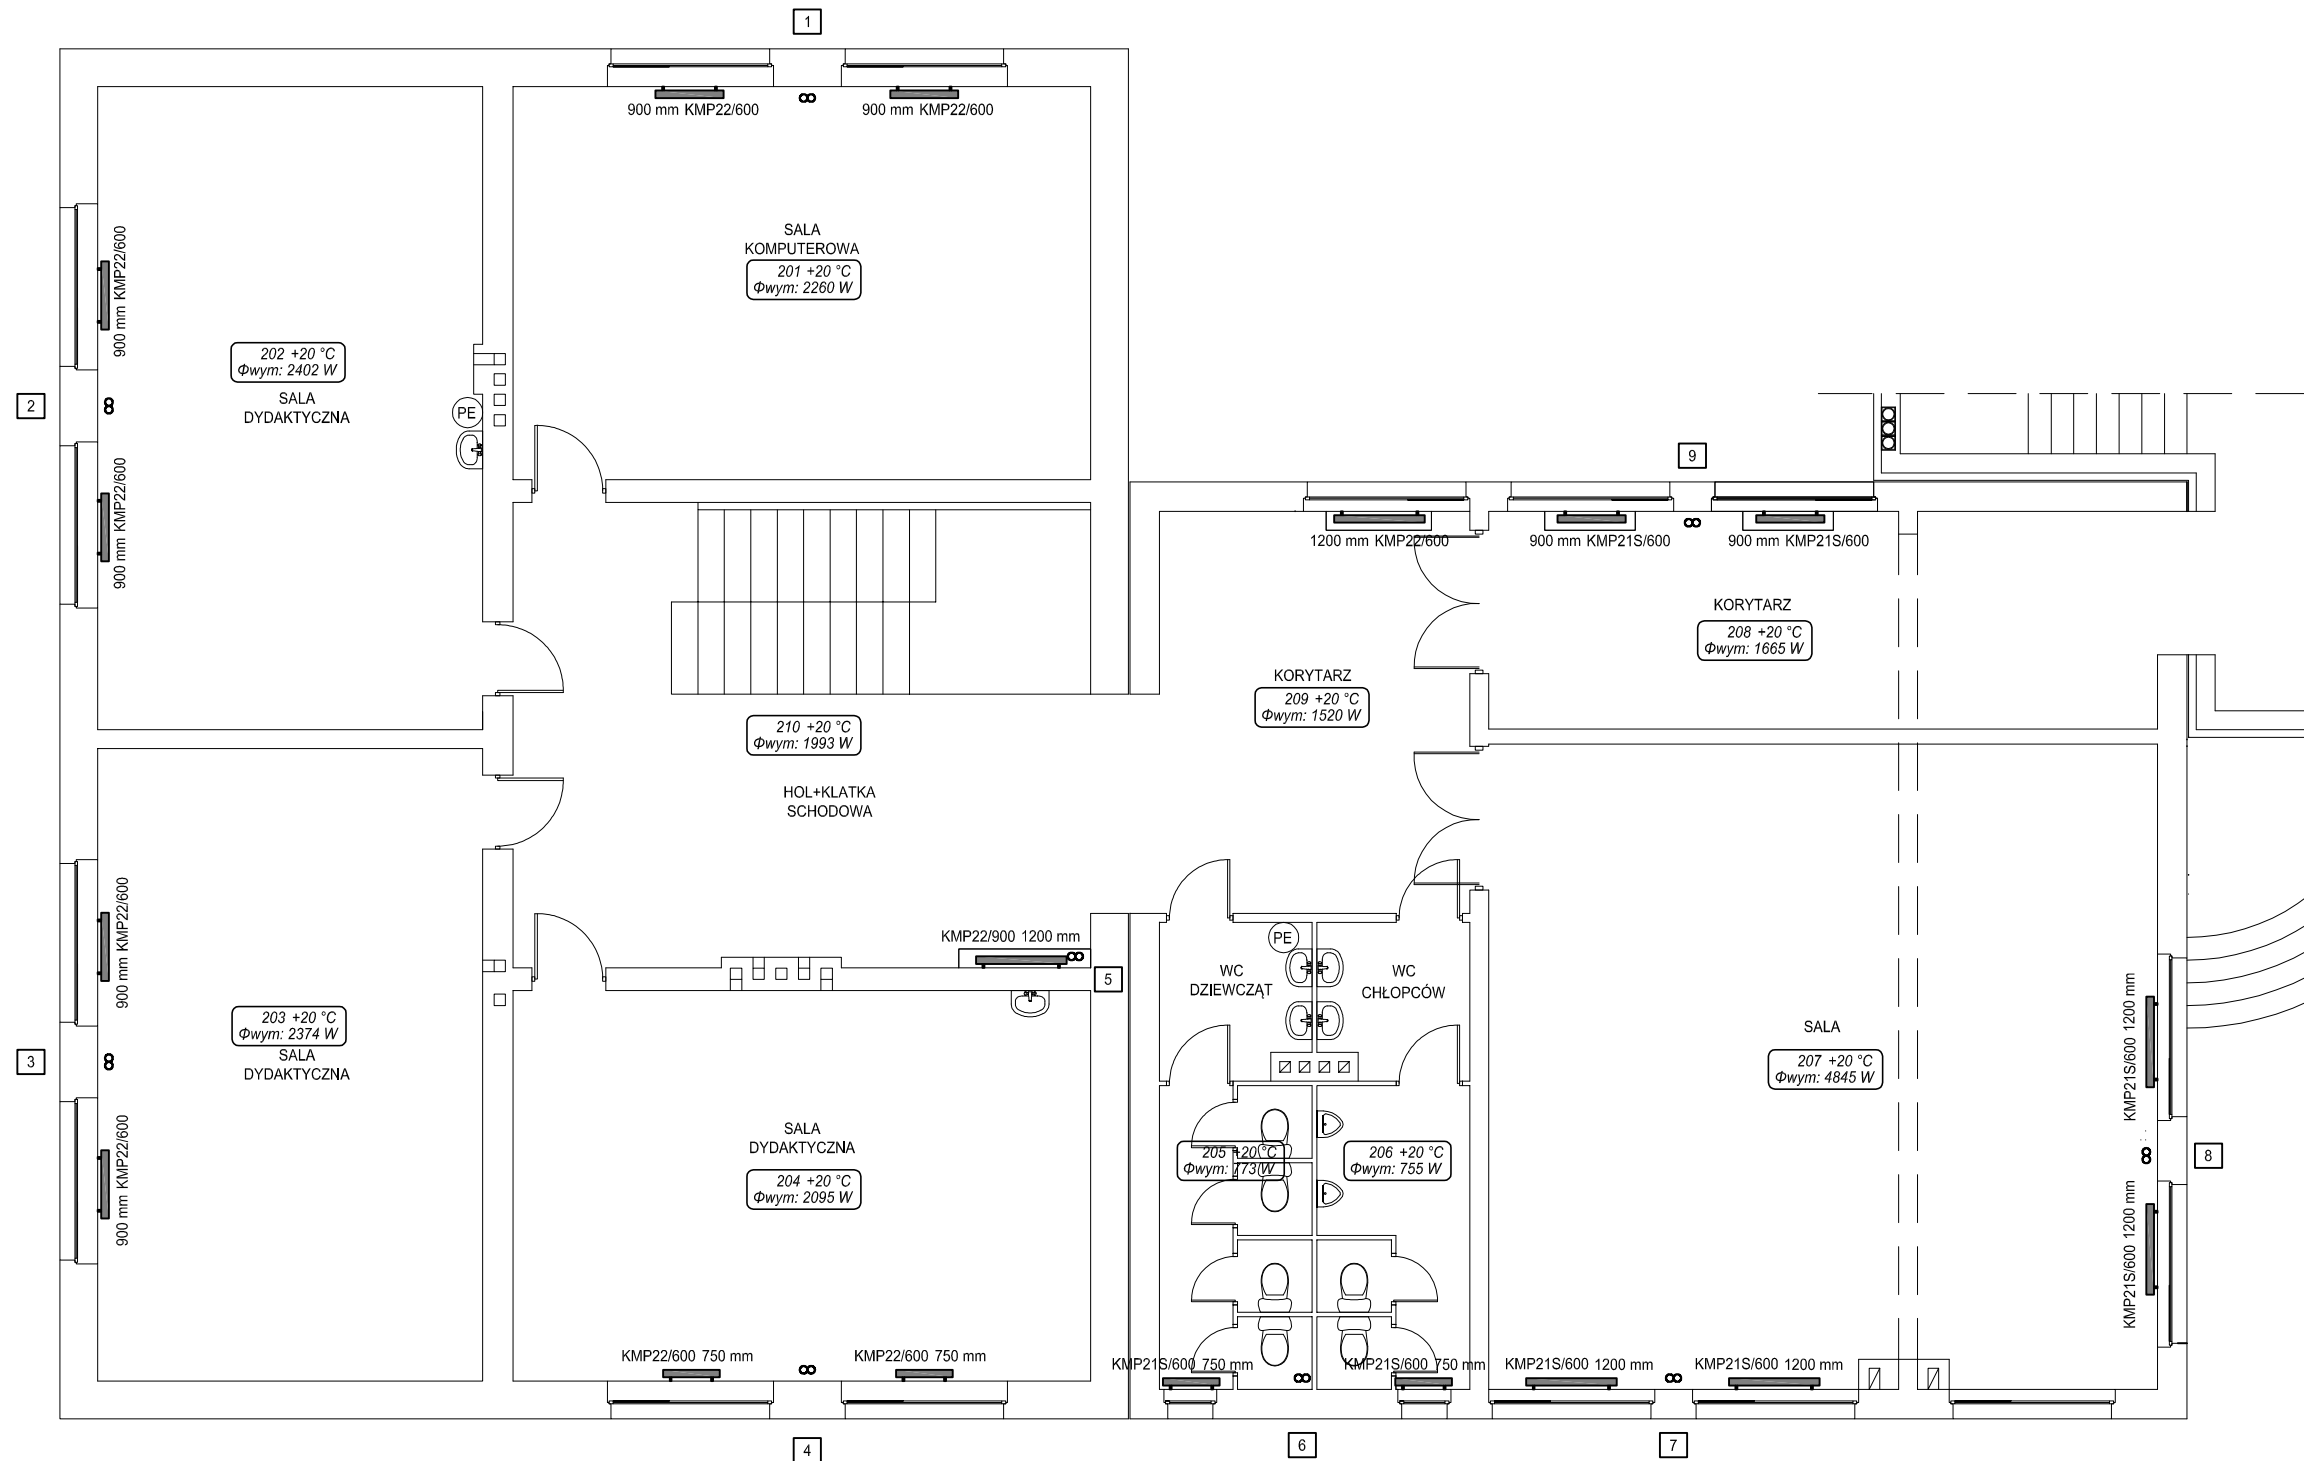 1
900 mm KMP22/600
900 mm KMP22/600
SALA
KOMPUTEROWA
201 +20 °C
Φwym: 2260 W
900 mm KMP22/600
202 +20 °C
Φwym: 2402 W
SALA
DYDAKTYCZNA
2
PE
900 mm KMP22/600
9
1200 mm KMP22/600
900 mm KMP21S/600
900 mm KMP21S/600
KORYTARZ
208 +20 °C
Φwym: 1665 W
KORYTARZ
209 +20 °C
Φwym: 1520 W
210 +20 °C
Φwym: 1993 W
HOL+KLATKA
SCHODOWA
900 mm KMP22/600
KMP22/900 1200 mm
PE
5
WC
DZIEWCZĄT
WC
CHŁOPCÓW
203 +20 °C
Φwym: 2374 W
SALA
DYDAKTYCZNA
3
SALA
207 +20 °C
Φwym: 4845 W
KMP21S/600 1200 mm
900 mm KMP22/600
SALA
DYDAKTYCZNA
204 +20 °C
Φwym: 2095 W
205 +20 °C
Φwym: 773 W
206 +20 °C
Φwym: 755 W
8
KMP21S/600 1200 mm
KMP22/600 750 mm
KMP22/600 750 mm
KMP21S/600 750 mm
KMP21S/600 750 mm
KMP21S/600 1200 mm
KMP21S/600 1200 mm
4
6
7